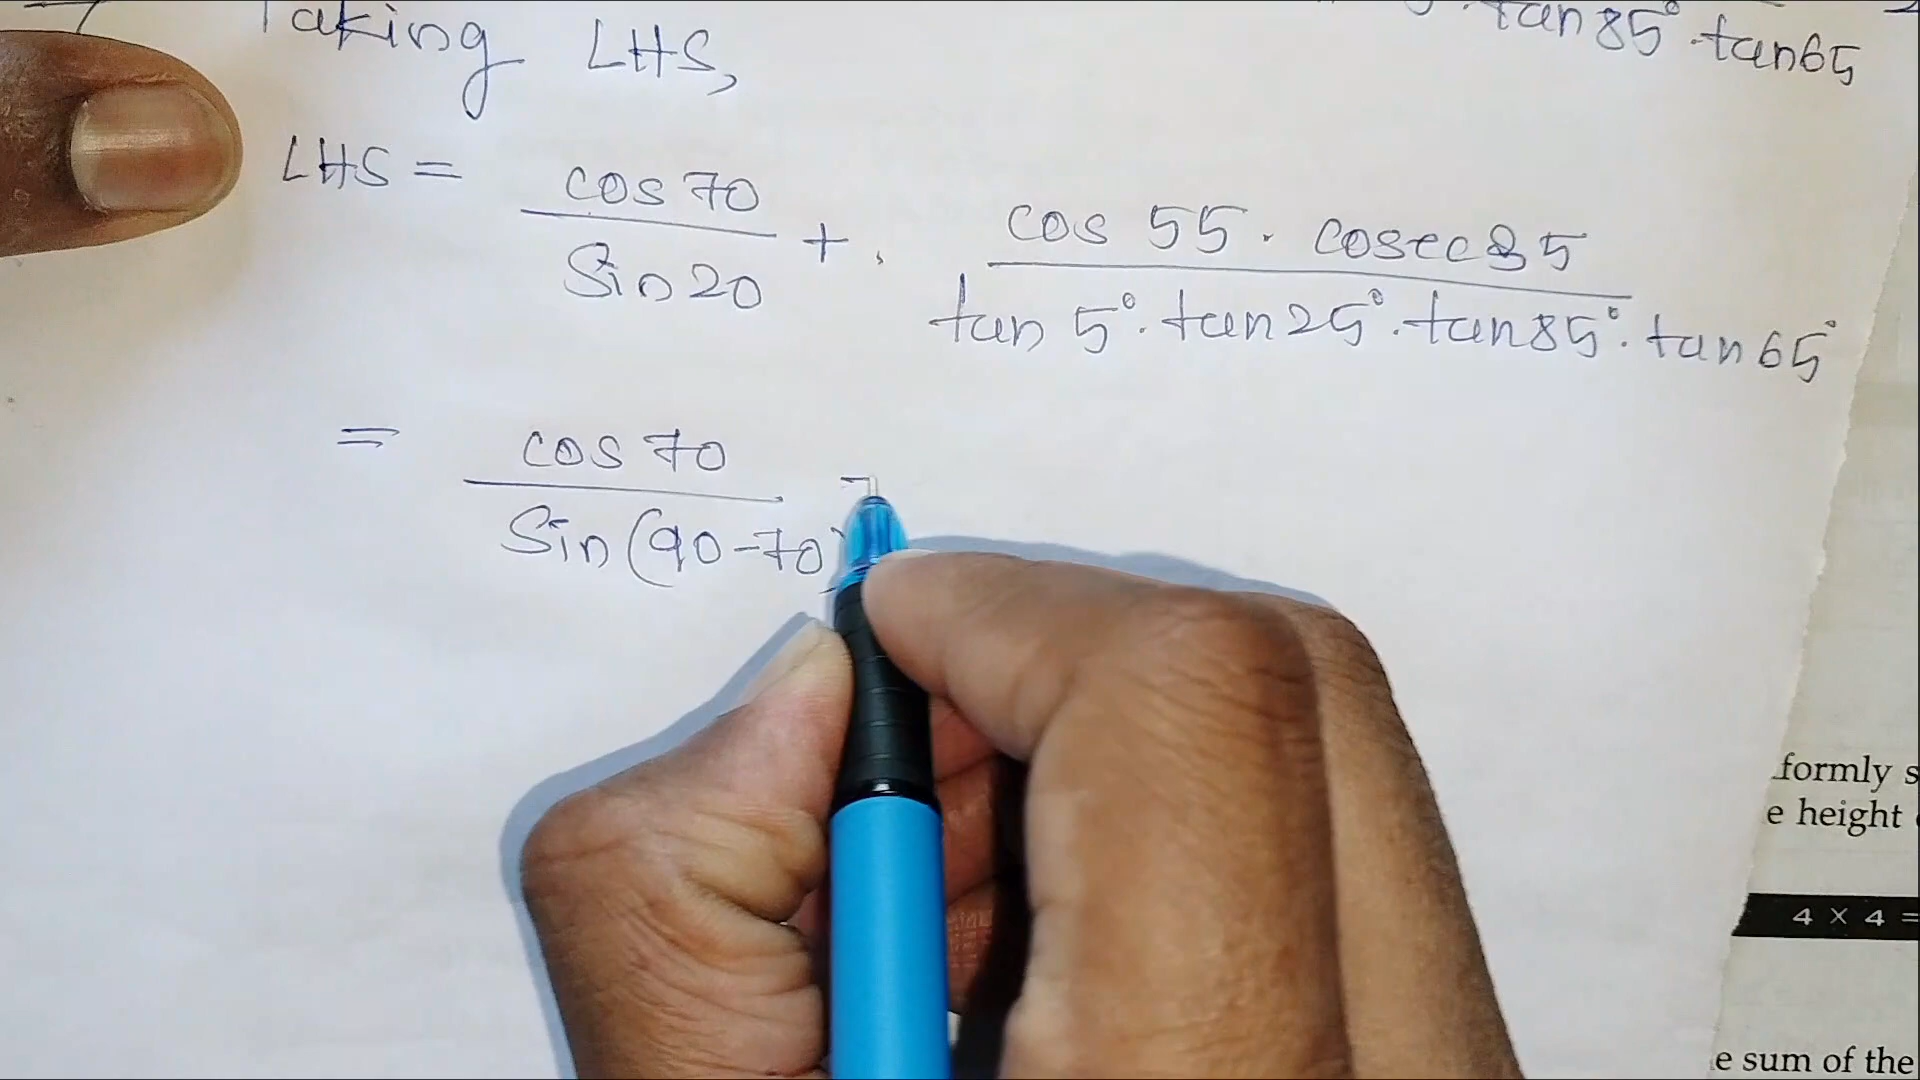 tan85°.tan65
Taking LHS,
LHS = cos 70 / Sin 20 + . cos 55 . cosec 35 / tan 5° . tan 25° . tan 85° . tan 65°
= cos 70 / Sin (90-70)
formly s
e height
4 × 4 =
e sum of the